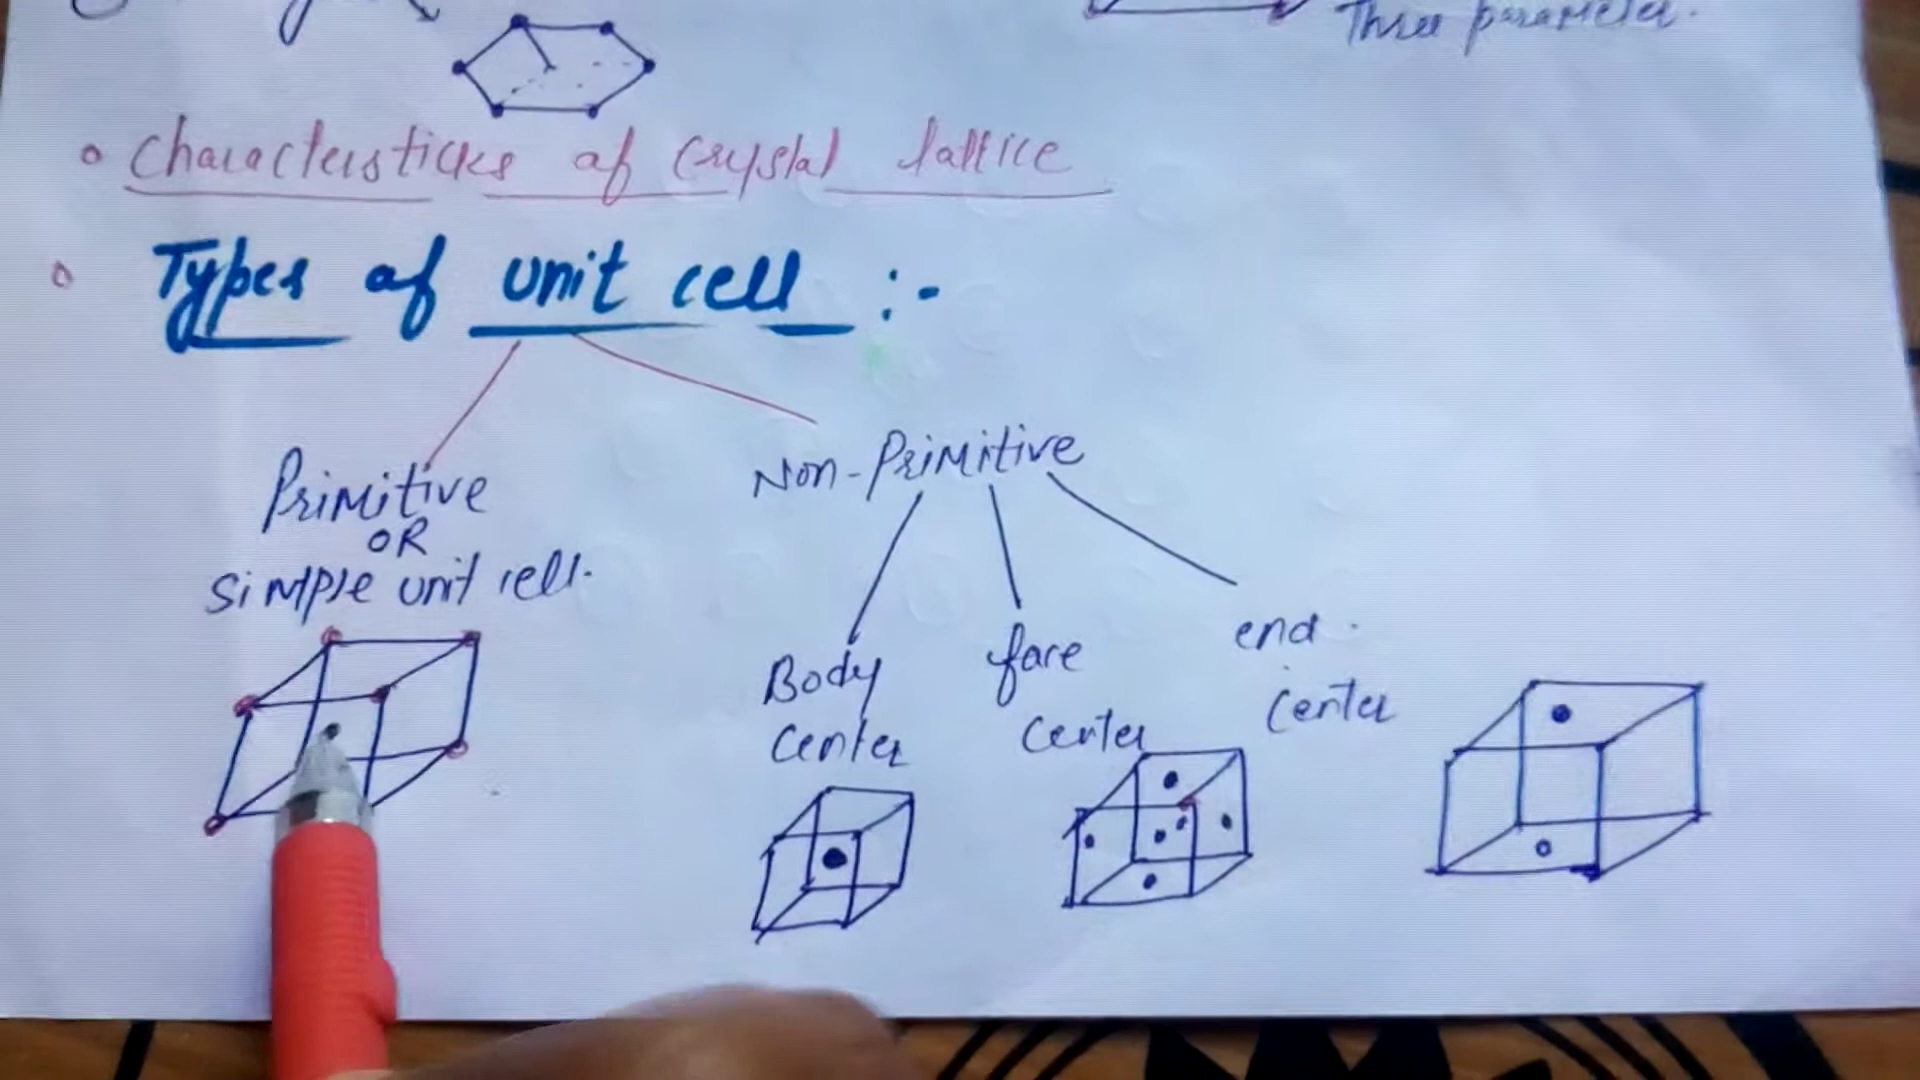 Three parameter.
Characteristicks of Crystal lattice
Types of unit cell :-
Primitive
OR
Simple unit cell.
Non-Primitive
Body
Center
face
Center
end
Center